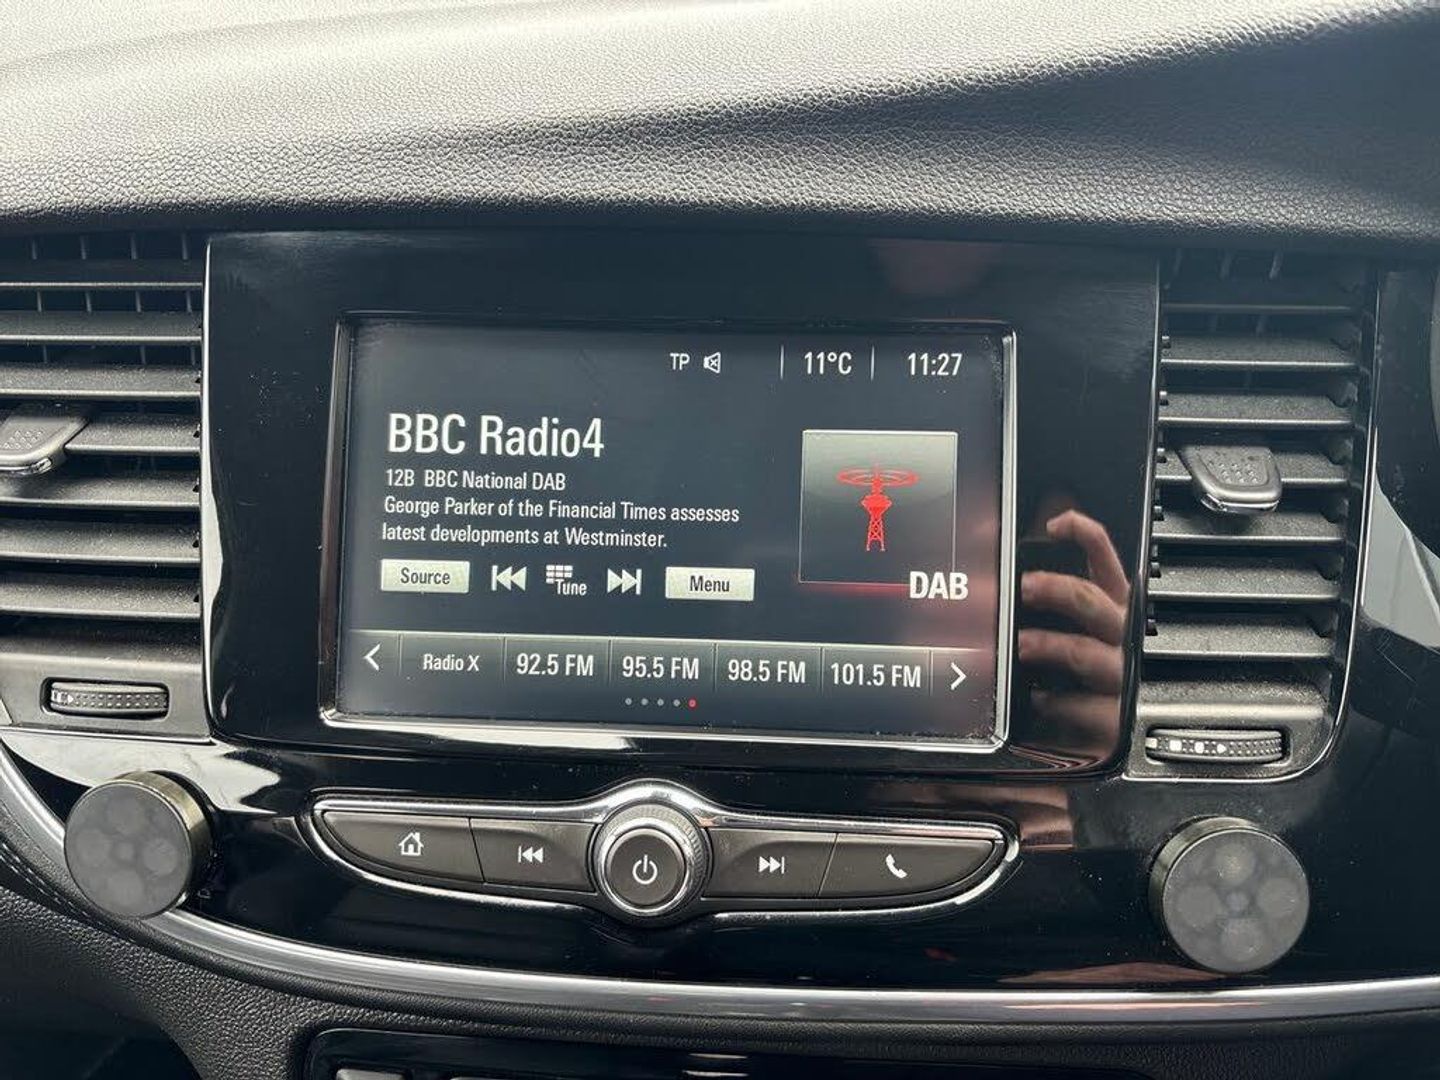 TP 11°C 11:27
BBC Radio4
12B BBC National DAB
George Parker of the Financial Times assesses
latest developments at Westminster.
Source Tune Menu
DAB
Radio X 92.5 FM 95.5 FM 98.5 FM 101.5 FM